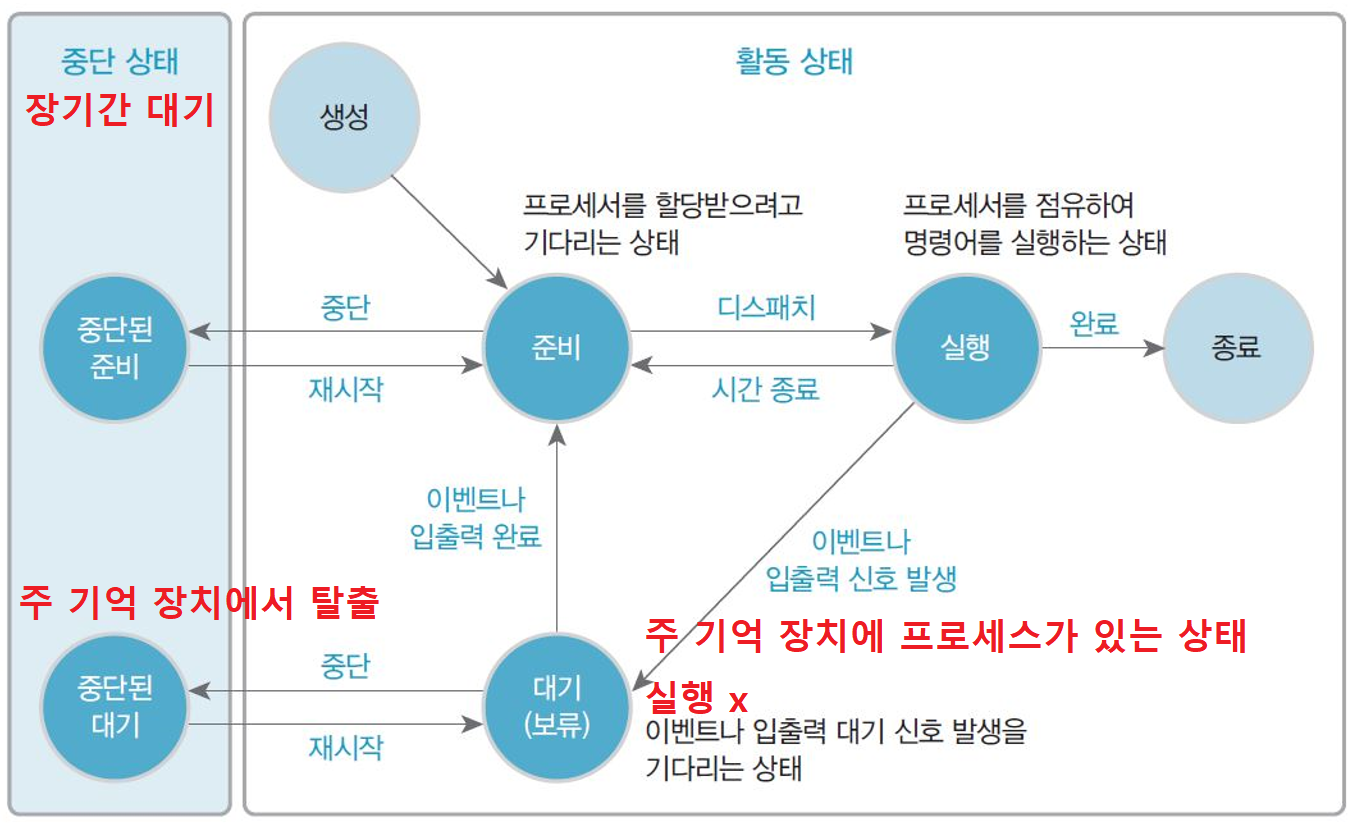 중단 상태
장기간 대기
활동 상태
생성
프로세서를 할당받으려고
기다리는 상태
프로세서를 점유하여
명령어를 실행하는 상태
중단된
준비
중단
재시작
준비
디스패치
시간 종료
실행
완료
종료
이벤트나
입출력 완료
이벤트나
입출력 신호 발생
주 기억 장치에서 탈출
주 기억 장치에 프로세스가 있는 상태
실행 x
중단된
대기
중단
재시작
대기
(보류)
이벤트나 입출력 대기 신호 발생을
기다리는 상태